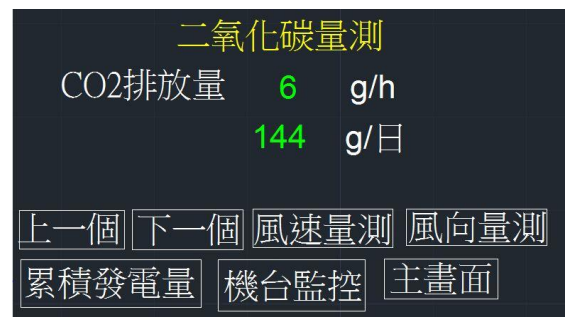 二氧化碳量測
CO2排放量 6 g/h
144 g/日
上一個 下一個 風速量測 風向量測
累積發電量 機台監控 主畫面